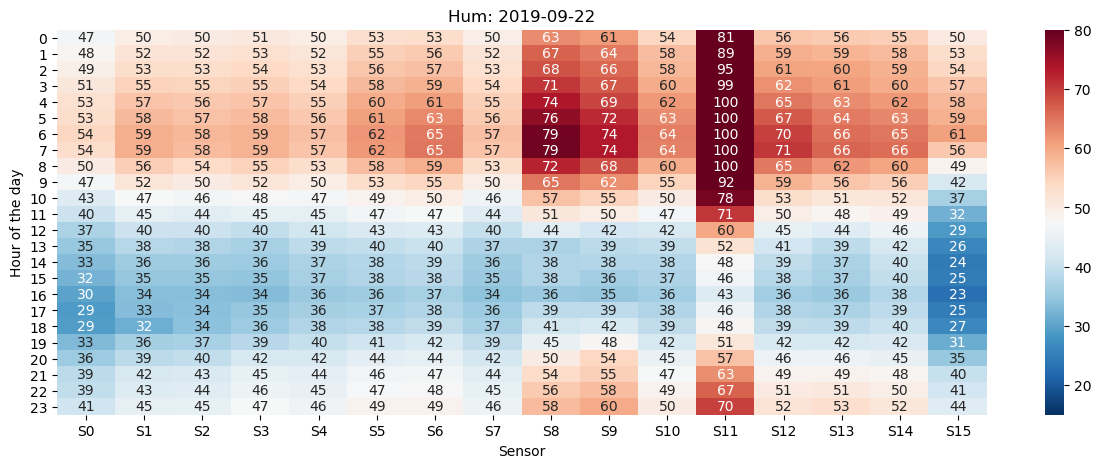 Hum: 2019-09-22
0 47 50 50 51 50 53 53 50 63 61 54 81 56 56 55 50
1 48 52 52 53 52 55 56 52 67 64 58 89 59 59 58 53
2 49 53 53 54 53 56 57 53 68 66 58 95 61 60 59 54
3 51 55 55 55 54 58 59 54 71 67 60 99 62 61 60 57
4 53 57 56 57 55 60 61 55 74 69 62 100 65 63 62 58
5 53 58 57 58 56 61 63 56 76 72 63 100 67 64 63 59
6 54 59 58 59 57 62 65 57 79 74 64 100 70 66 65 61
7 54 59 58 59 57 62 65 57 79 74 64 100 71 66 66 56
8 50 56 54 55 53 58 59 53 72 68 60 100 65 62 60 49
9 47 52 50 52 50 53 55 50 65 62 55 92 59 56 56 42
10 43 47 46 48 47 49 50 46 57 55 50 78 53 51 52 37
11 40 45 44 45 45 47 47 44 51 50 47 71 50 48 49 32
12 37 40 40 40 41 43 43 40 44 42 42 60 45 44 46 29
13 35 38 38 37 39 40 40 37 37 39 39 52 41 39 42 26
14 33 36 36 36 37 38 39 36 38 38 38 48 39 37 40 24
15 32 35 35 35 37 38 38 35 38 36 37 46 38 37 40 25
16 30 34 34 34 36 36 37 34 36 35 36 43 36 36 38 23
17 29 33 34 35 36 37 38 36 39 39 38 46 38 37 39 25
18 29 32 34 36 38 38 39 37 41 42 39 48 39 39 40 27
19 33 36 37 39 40 41 42 39 45 48 42 51 42 42 42 31
20 36 39 40 42 42 44 44 42 50 54 45 57 46 46 45 35
21 39 42 43 45 44 46 47 44 54 55 47 63 49 49 48 40
22 39 43 44 46 45 47 48 45 56 58 49 67 51 51 50 41
23 41 45 45 47 46 49 49 46 58 60 50 70 52 53 52 44
S0 S1 S2 S3 S4 S5 S6 S7 S8 S9 S10 S11 S12 S13 S14 S15
Sensor
Hour of the day
80
70
60
50
40
30
20